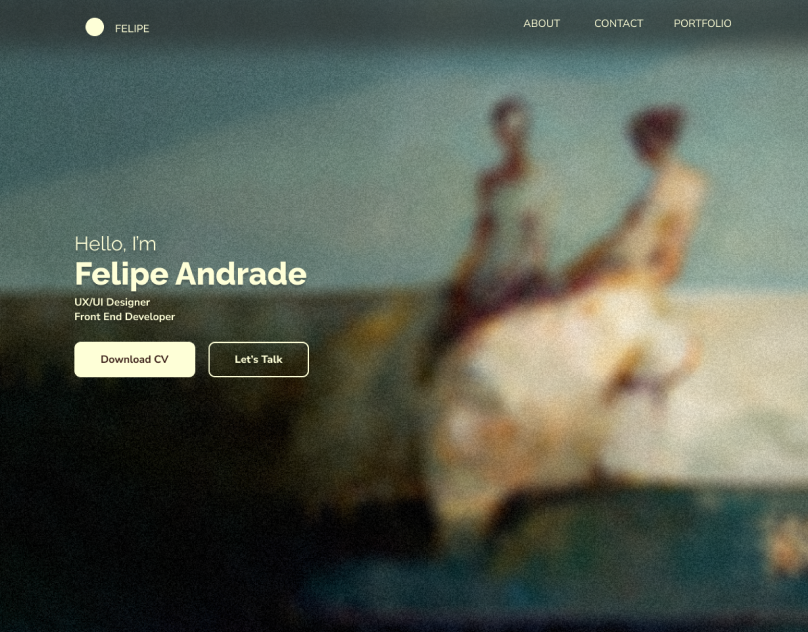 FELIPE
ABOUT CONTACT PORTFOLIO
Hello, I'm
Felipe Andrade
UX/UI Designer
Front End Developer
Download CV Let's Talk